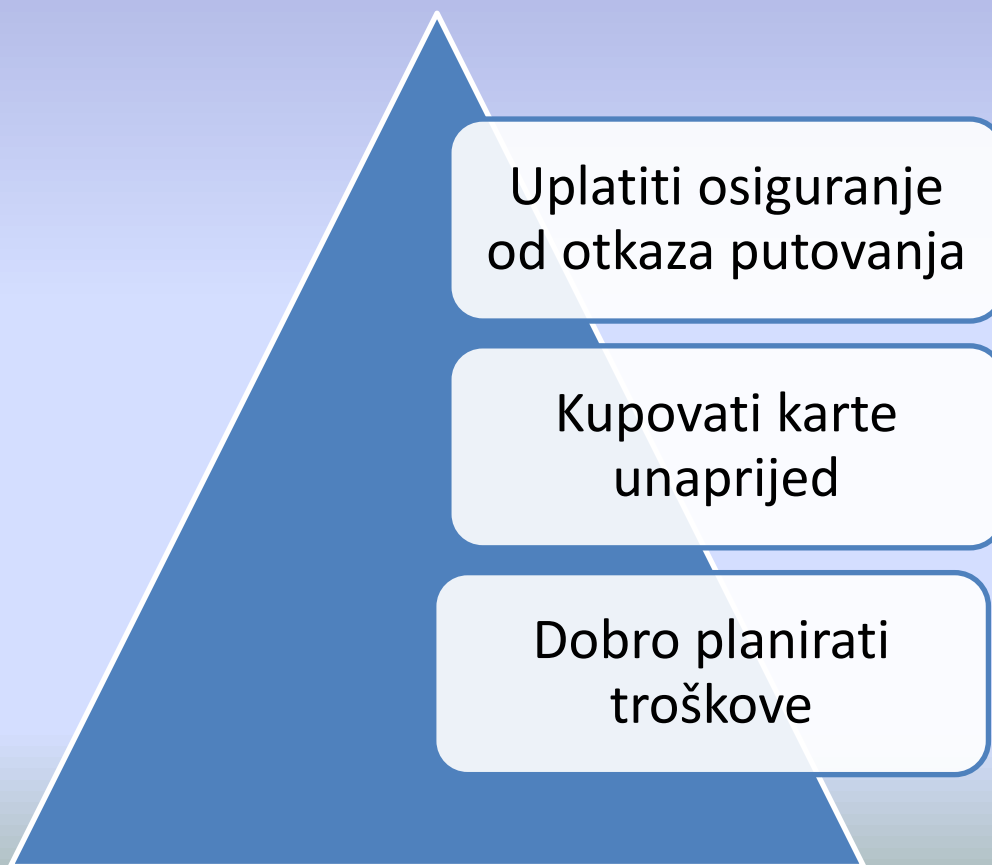 Uplatiti osiguranje
od otkaza putovanja
Kupovati karte
unaprijed
Dobro planirati
troškove